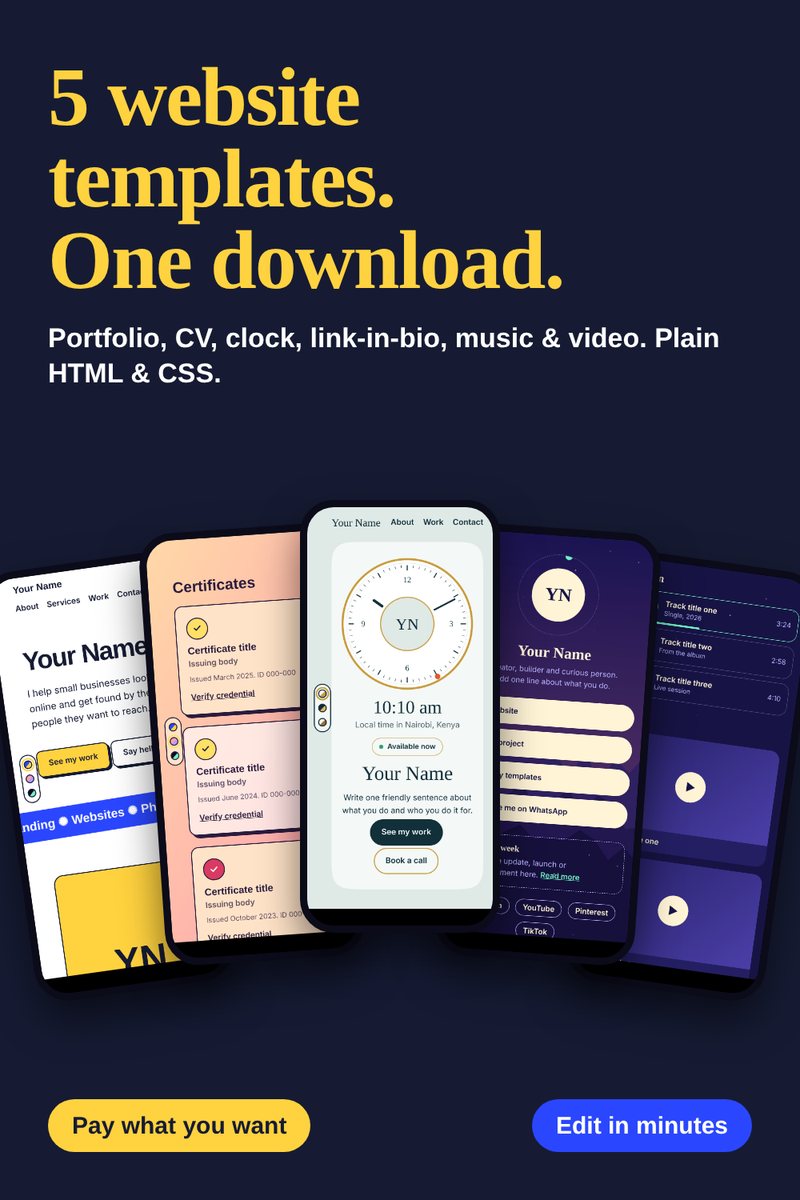 5 website
templates.
One download.
Portfolio, CV, clock, link-in-bio, music & video. Plain
HTML & CSS.
Your Name
About Services Work
Your Name
I help small businesses
online and get found by the
people they want to reach.
See my work
Say
Websites
YN
Certificates
Certificate title
Issuing body
Issued March 2025. ID 000-000
Verify credential
Certificate title
Issuing body
Issued June 2024. ID 000-000
Verify credential
Certificate title
Issuing body
Issued October 2023. ID 000
Verify credential
Your Name About Work Contact
12
9 3
6
YN
10:10 am
Local time in Nairobi, Kenya
Available now
Your Name
Write one friendly sentence about
what you do and who you do it for.
See my work
Book a call
YN
Your Name
builder and curious person.
one line about what you do.
project
templates
me on WhatsApp
week
update, launch or
here. Read more
YouTube Pinterest
TikTok
Track title one
Single, 2026
3:24
Track title two
From the album
2:58
Track title three
Live session
4:10
one
Pay what you want
Edit in minutes